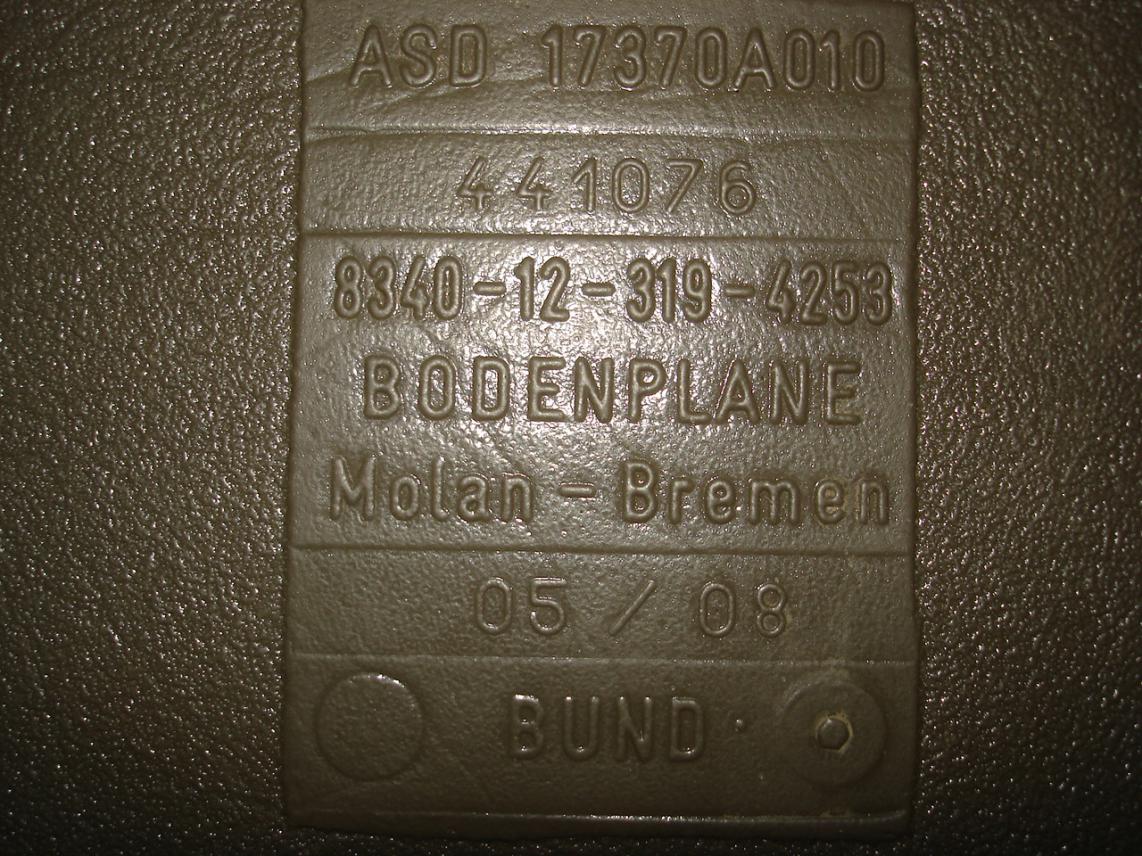 ASD 17370A010
441076
8340-12-319-4253
BODENPLANE
Molan - Bremen
05 / 08
BUND